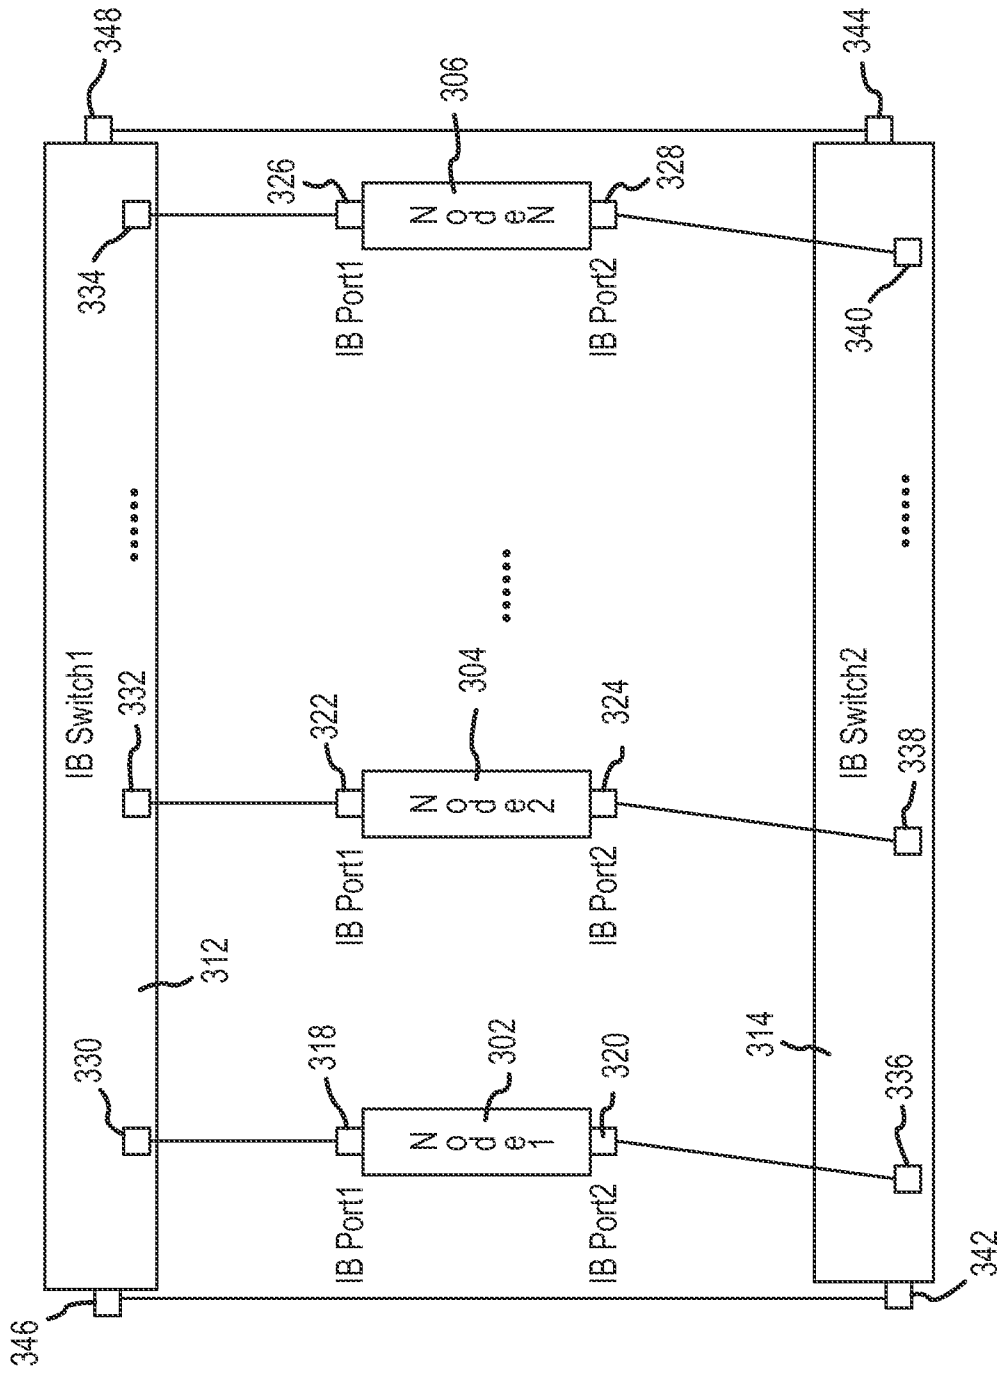 346
330
IB Switch1
332
334
348
312
318
322
326
IB Port1
IB Port1
IB Port1
Node1
302
Node2
304
NodeN
306
IB Port2
IB Port2
IB Port2
320
324
328
314
IB Switch2
340
344
336
338
342